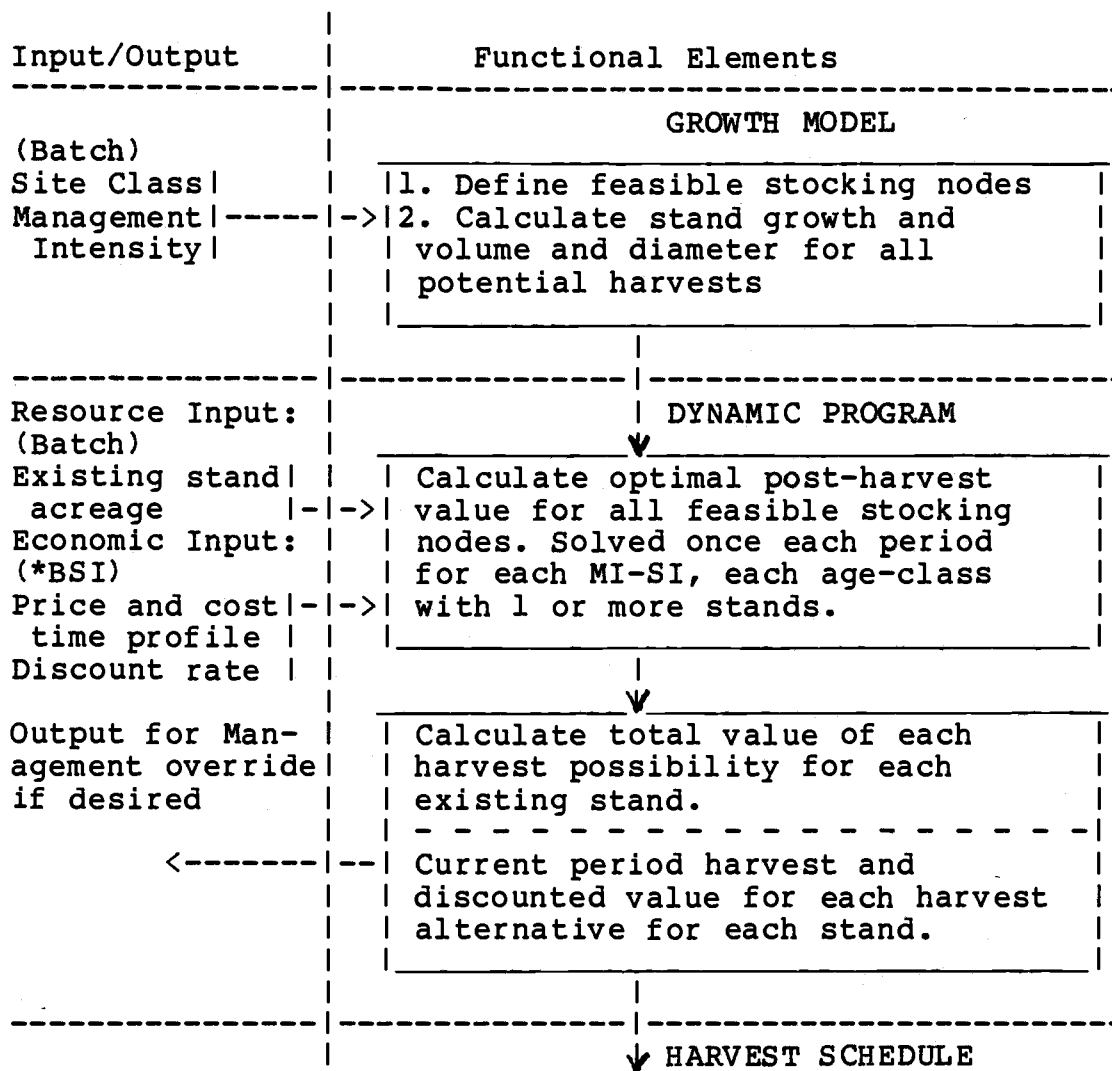 Input/Output
Functional Elements
GROWTH MODEL
(Batch)
Site Class
Management
Intensity
1. Define feasible stocking nodes
2. Calculate stand growth and
volume and diameter for all
potential harvests
Resource Input:
(Batch)
Existing stand
acreage
Economic Input:
(*BSI)
Price and cost
time profile
Discount rate
DYNAMIC PROGRAM
Calculate optimal post-harvest
value for all feasible stocking
nodes. Solved once each period
for each MI-SI, each age-class
with 1 or more stands.
Output for Man-
agement override
if desired
Calculate total value of each
harvest possibility for each
existing stand.
Current period harvest and
discounted value for each harvest
alternative for each stand.
HARVEST SCHEDULE